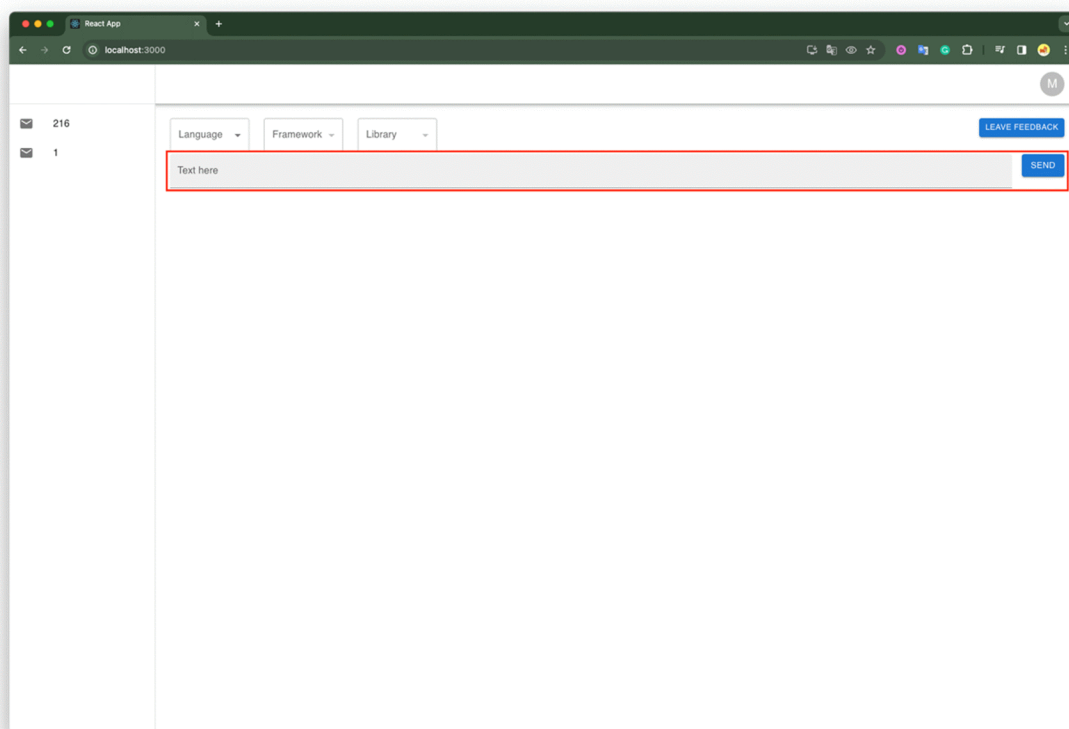 React App
localhost:3000
M
216
1
Language
Framework
Library
LEAVE FEEDBACK
Text here
SEND